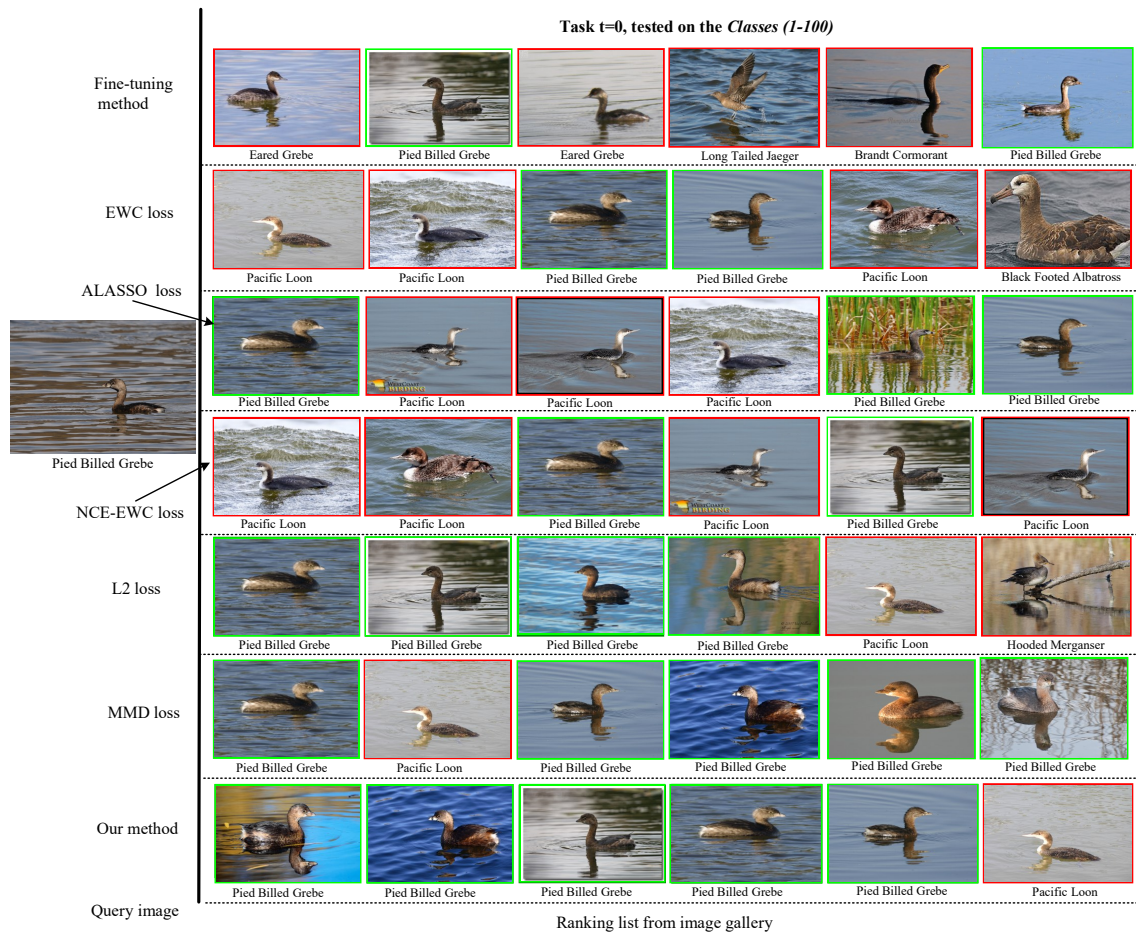 Task t=0, tested on the Classes (1-100)
Fine-tuning
method
Eared Grebe
Pied Billed Grebe
Eared Grebe
Long Tailed Jaeger
Brandt Cormorant
Pied Billed Grebe
EWC loss
Pacific Loon
Pacific Loon
Pied Billed Grebe
Pied Billed Grebe
Pacific Loon
Black Footed Albatross
ALASSO loss
BIRDING
Pied Billed Grebe
Pacific Loon
Pacific Loon
Pacific Loon
Pied Billed Grebe
Pied Billed Grebe
Pied Billed Grebe
NCE-EWC loss
BIRDING
Pacific Loon
Pacific Loon
Pied Billed Grebe
Pacific Loon
Pied Billed Grebe
Pacific Loon
L2 loss
Pied Billed Grebe
Pied Billed Grebe
Pied Billed Grebe
Pied Billed Grebe
Pacific Loon
Hooded Merganser
MMD loss
Pied Billed Grebe
Pacific Loon
Pied Billed Grebe
Pied Billed Grebe
Pied Billed Grebe
Pied Billed Grebe
Our method
Pied Billed Grebe
Pied Billed Grebe
Pied Billed Grebe
Pied Billed Grebe
Pied Billed Grebe
Pacific Loon
Query image
Ranking list from image gallery